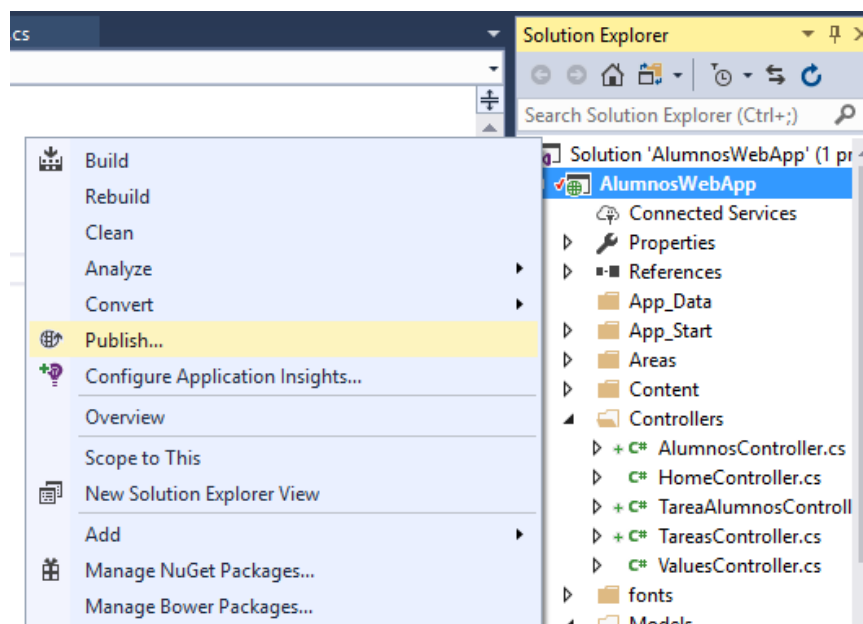 .cs
Solution Explorer
Search Solution Explorer (Ctrl+;)
Build
Rebuild
Clean
Analyze
Convert
Publish...
Configure Application Insights...
Overview
Scope to This
New Solution Explorer View
Add
Manage NuGet Packages...
Manage Bower Packages...
Solution 'AlumnosWebApp' (1 pr
AlumnosWebApp
Connected Services
Properties
References
App_Data
App_Start
Areas
Content
Controllers
+ C# AlumnosController.cs
C# HomeController.cs
+ C# TareaAlumnosControll
+ C# TareasController.cs
C# ValuesController.cs
fonts
Models